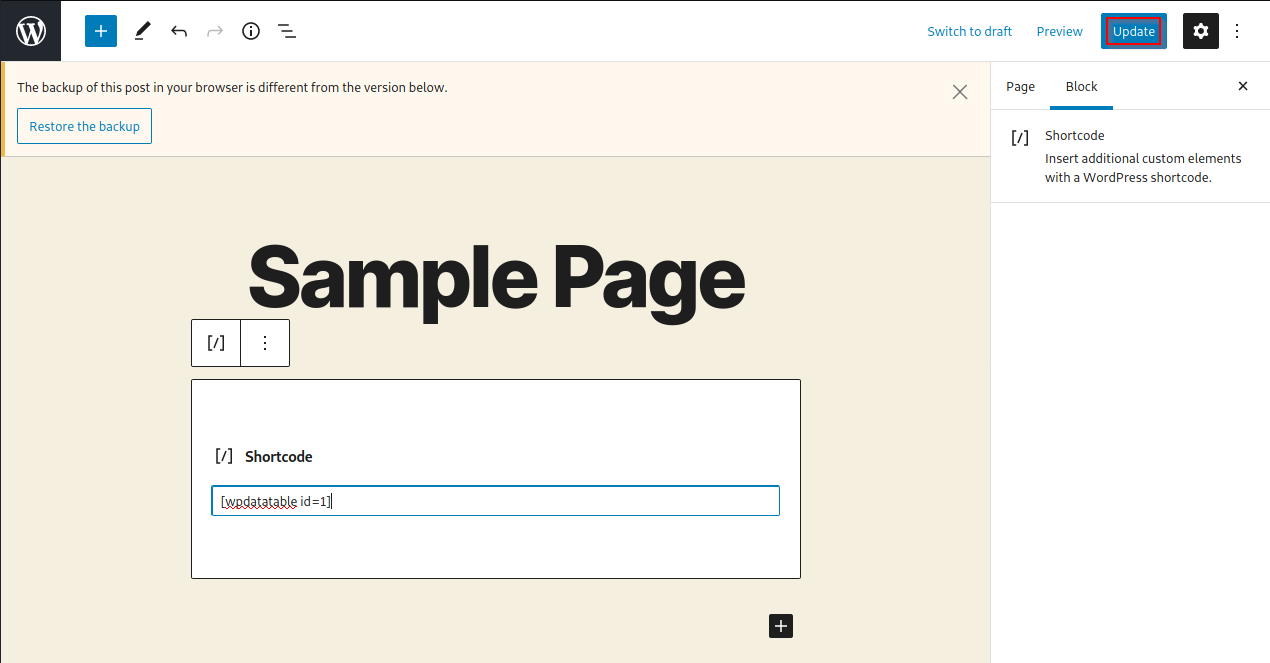 Switch to draft Preview Update
The backup of this post in your browser is different from the version below.
Restore the backup
Page Block
[/] Shortcode
Insert additional custom elements
with a WordPress shortcode.
Sample Page
[/]
[/] Shortcode
[wpdatatable id=1]